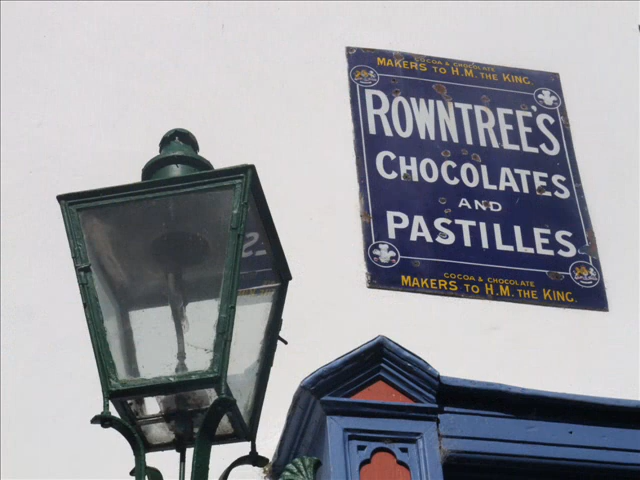 COCOA & CHOCOLATE
MAKERS TO H.M. THE KING.
ROWNTREE'S
CHOCOLATES
AND
PASTILLES
COCOA & CHOCOLATE
MAKERS TO H.M. THE KING.